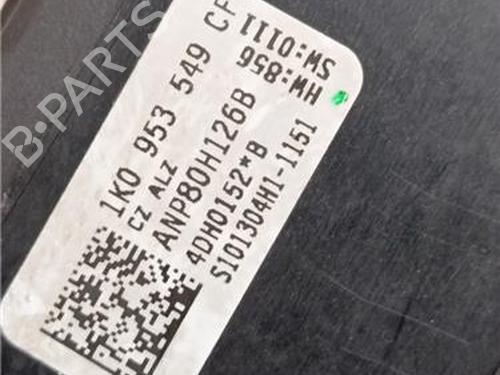 1K0 953 549 CF
CZ ALZ
ANP80H126B
4DH0152*B
S101304H1-1151
HW:856
SW:0111
B-PARTS